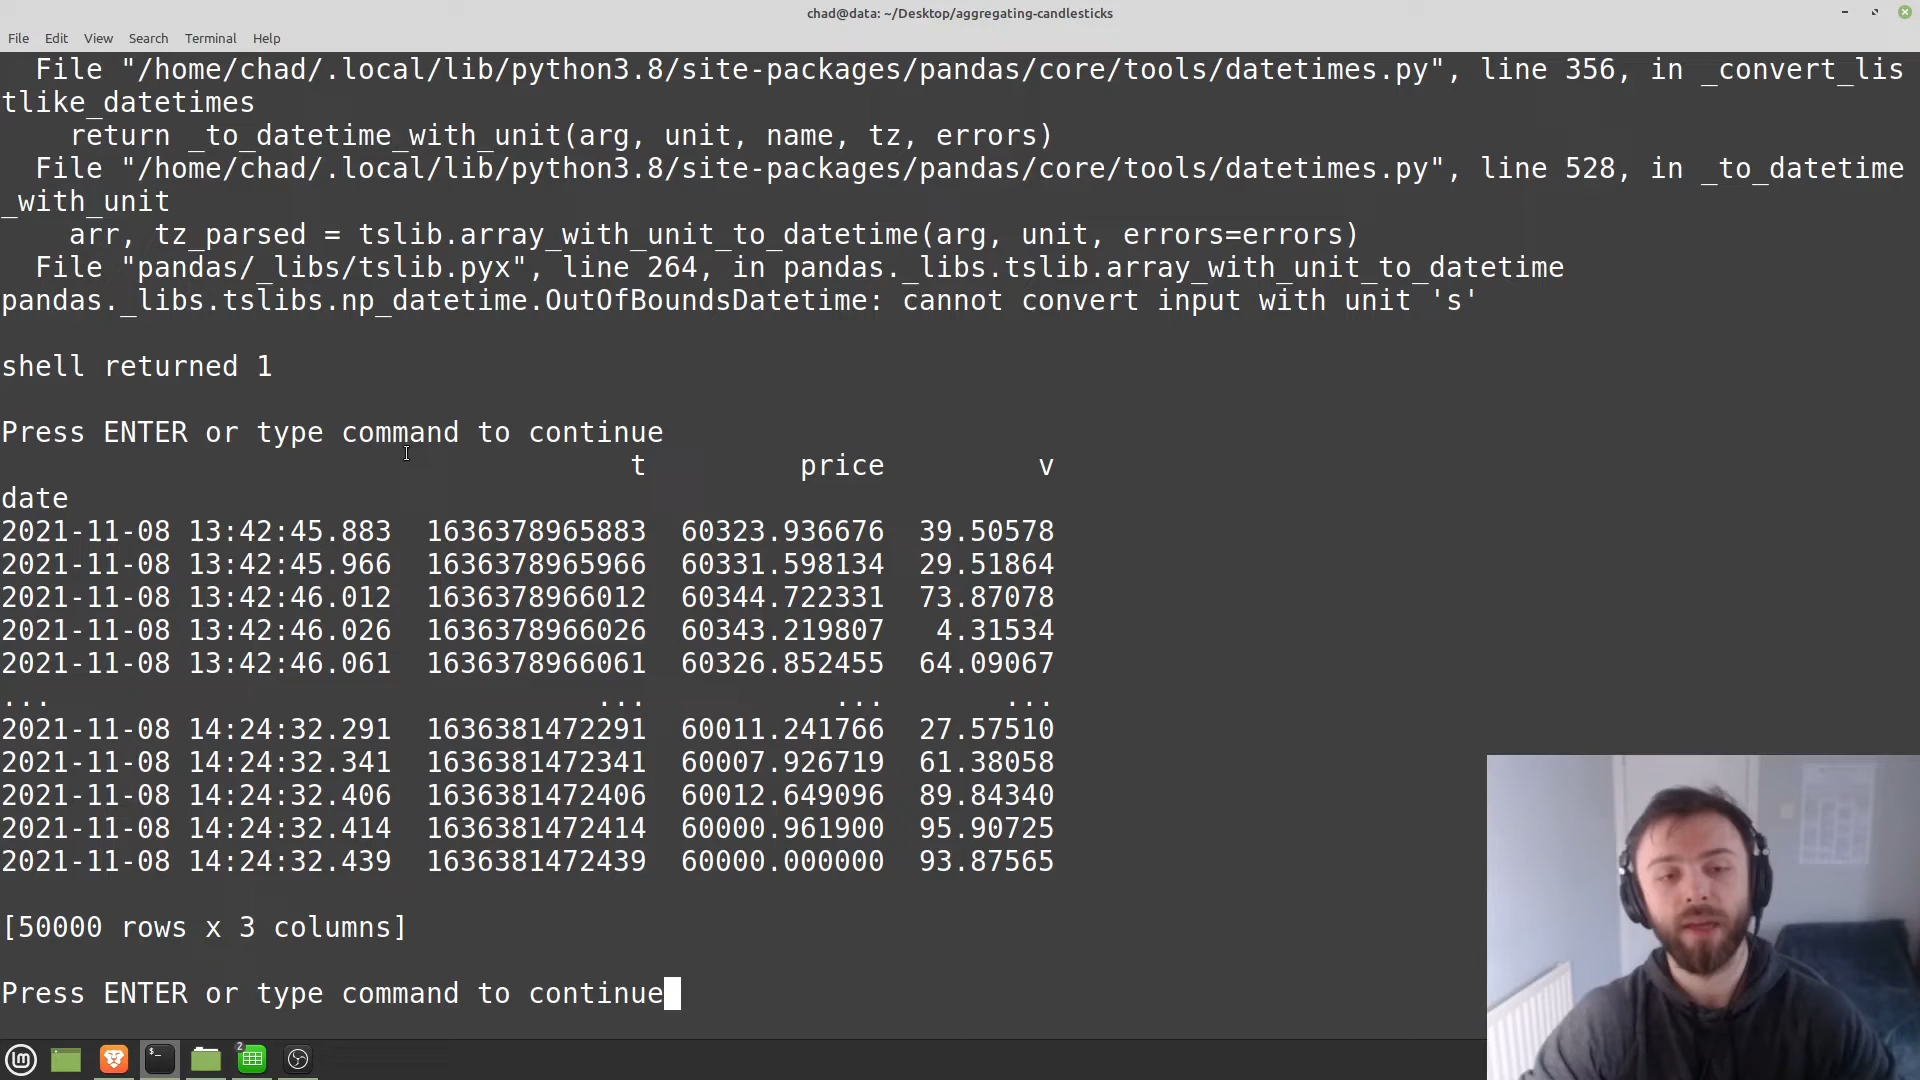 chad@data: ~/Desktop/aggregating-candlesticks
File Edit View Search Terminal Help
File "/home/chad/.local/lib/python3.8/site-packages/pandas/core/tools/datetimes.py", line 356, in _convert_lis
tlike_datetimes
return _to_datetime_with_unit(arg, unit, name, tz, errors)
File "/home/chad/.local/lib/python3.8/site-packages/pandas/core/tools/datetimes.py", line 528, in _to_datetime
_with_unit
arr, tz_parsed = tslib.array_with_unit_to_datetime(arg, unit, errors=errors)
File "pandas/_libs/tslib.pyx", line 264, in pandas._libs.tslib.array_with_unit_to_datetime
pandas._libs.tslibs.np_datetime.OutOfBoundsDatetime: cannot convert input with unit 's'
shell returned 1
Press ENTER or type command to continue
t price v
date
2021-11-08 13:42:45.883 1636378965883 60323.936676 39.50578
2021-11-08 13:42:45.966 1636378965966 60331.598134 29.51864
2021-11-08 13:42:46.012 1636378966012 60344.722331 73.87078
2021-11-08 13:42:46.026 1636378966026 60343.219807 4.31534
2021-11-08 13:42:46.061 1636378966061 60326.852455 64.09067
... ... ... ...
2021-11-08 14:24:32.291 1636381472291 60011.241766 27.57510
2021-11-08 14:24:32.341 1636381472341 60007.926719 61.38058
2021-11-08 14:24:32.406 1636381472406 60012.649096 89.84340
2021-11-08 14:24:32.414 1636381472414 60000.961900 95.90725
2021-11-08 14:24:32.439 1636381472439 60000.000000 93.87565
[50000 rows x 3 columns]
Press ENTER or type command to continue
2